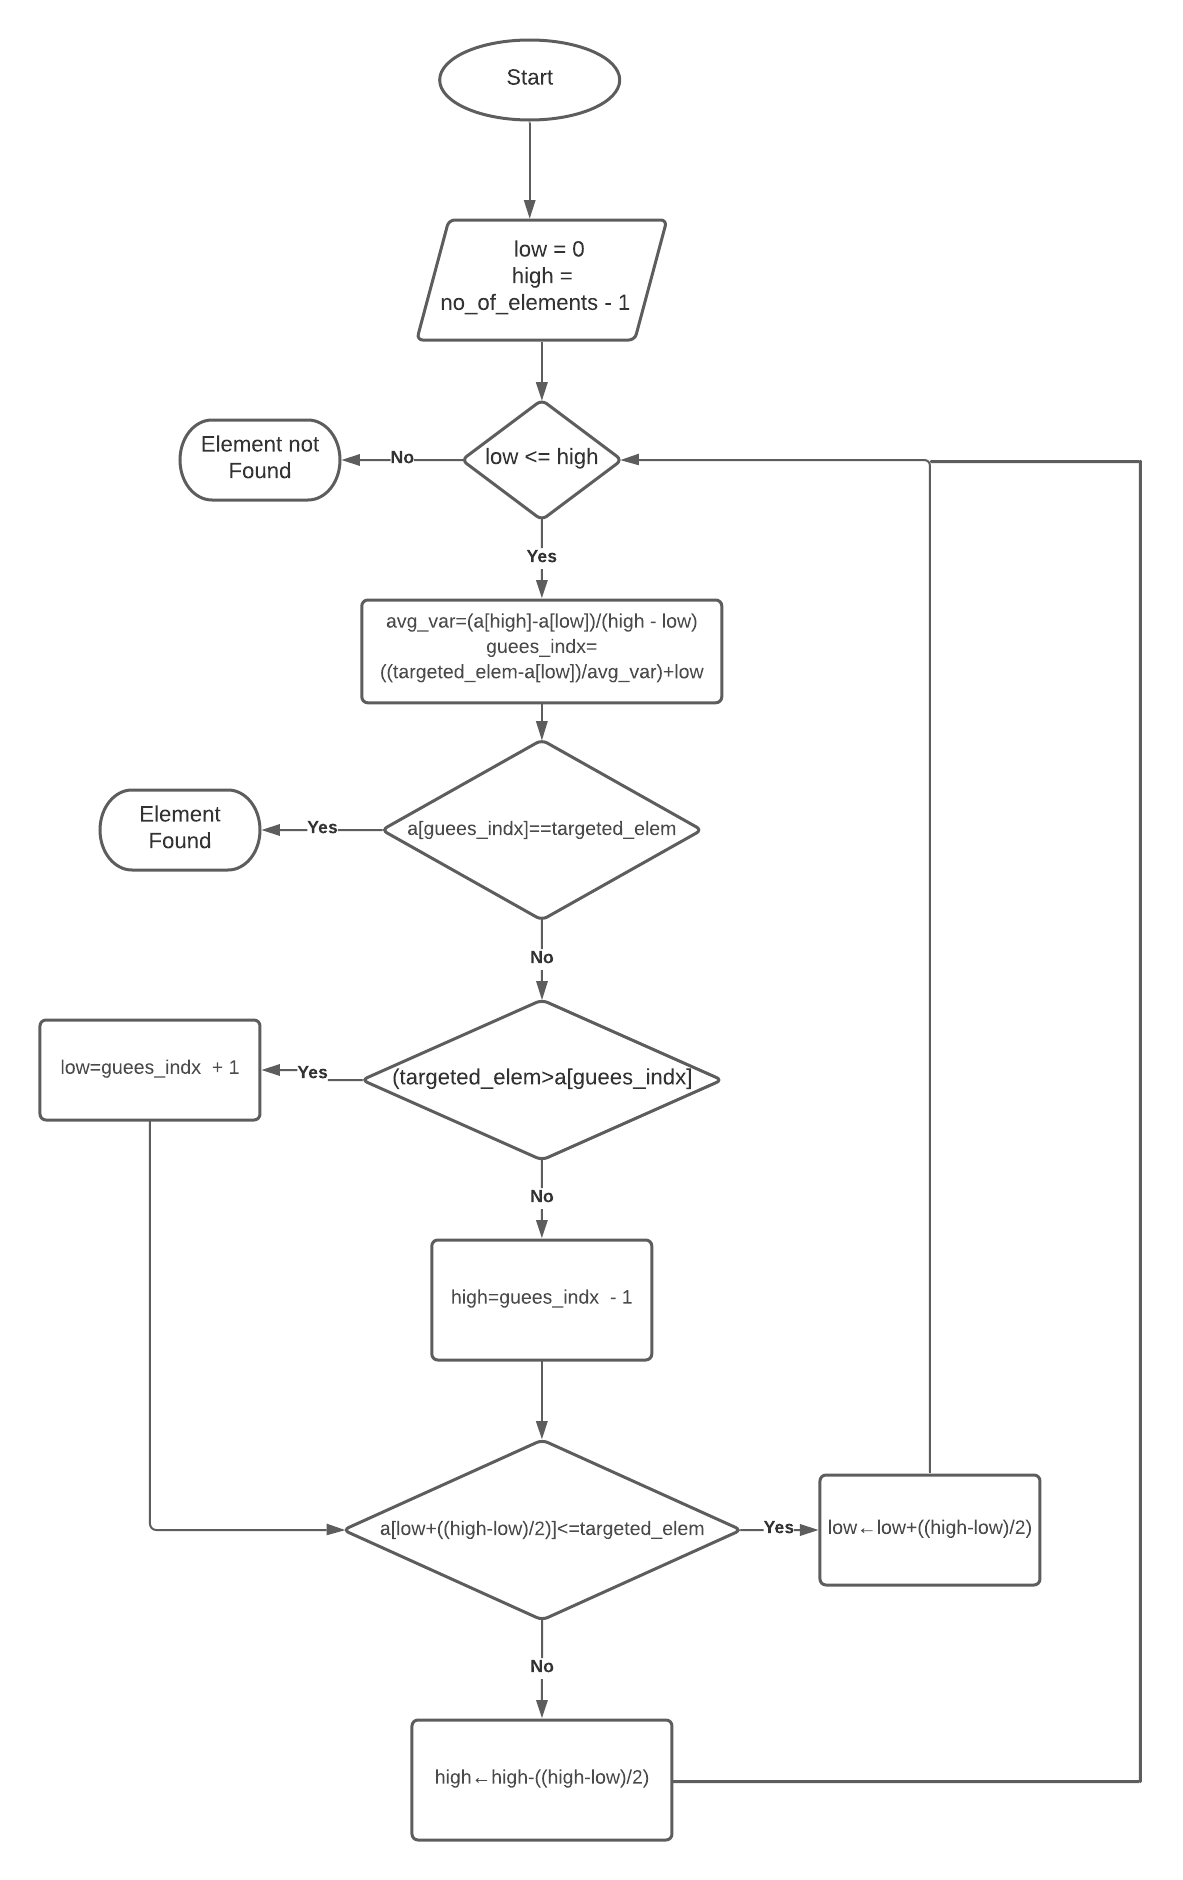 Start
low = 0
high =
no_of_elements - 1
Element not
Found
No
low <= high
Yes
avg_var=(a[high]-a[low])/(high - low)
guees_indx=
((targeted_elem-a[low])/avg_var)+low
Element
Found
Yes
a[guees_indx]==targeted_elem
No
low=guees_indx  + 1
Yes
(targeted_elem>a[guees_indx]
No
high=guees_indx  - 1
a[low+((high-low)/2)]<=targeted_elem
Yes
low←low+((high-low)/2)
No
high←high-((high-low)/2)